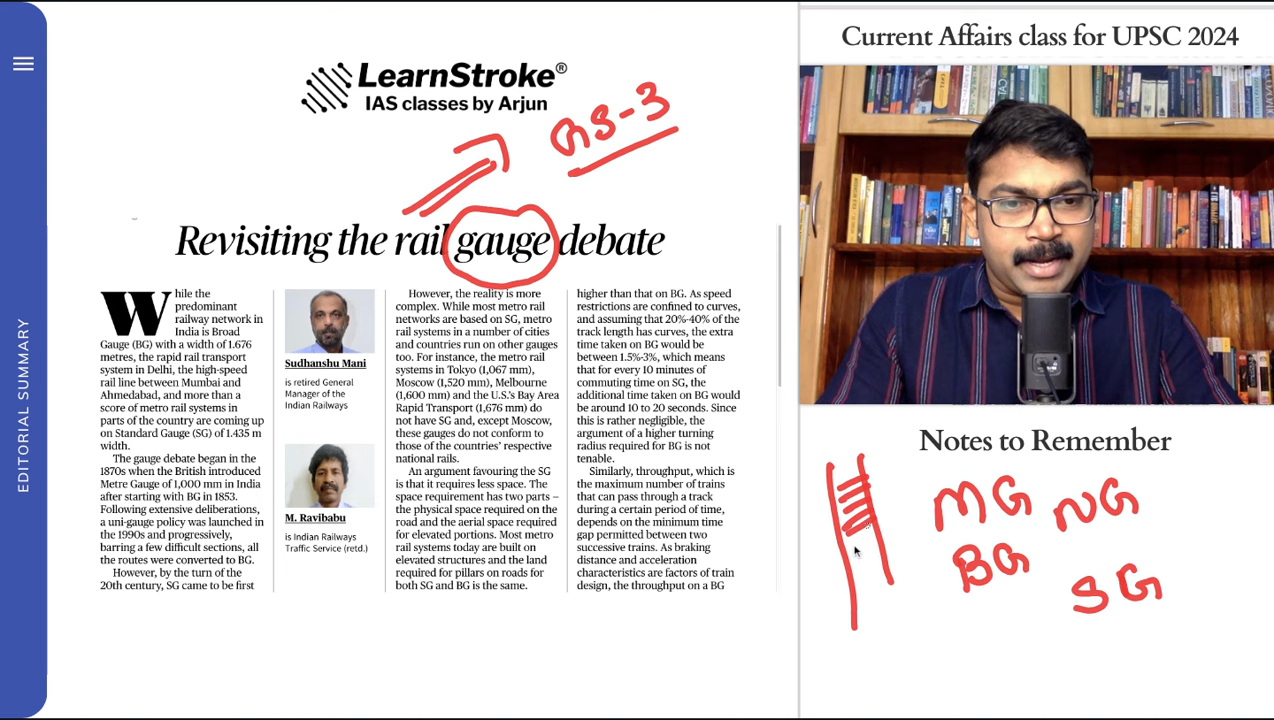 EDITORIAL SUMMARY
LearnStroke®
IAS classes by Arjun
GS-3
Revisiting the rail gauge debate
While the
predominant
railway network in
India is Broad
Gauge (BG) with a width of 1.676
metres, the rapid rail transport
system in Delhi, the high-speed
rail line between Mumbai and
Ahmedabad, and more than a
score of metro rail systems in
parts of the country are coming up
on Standard Gauge (SG) of 1.435 m
width.
The gauge debate began in the
1870s when the British introduced
Metre Gauge of 1,000 mm in India
after starting with BG in 1853.
Following extensive deliberations,
a uni-gauge policy was launched in
the 1990s and progressively,
barring a few difficult sections, all
the routes were converted to BG.
However, by the turn of the
20th century, SG came to be first
Sudhanshu Mani
is retired General
Manager of the
Indian Railways
M. Ravibabu
is Indian Railways
Traffic Service (retd.)
However, the reality is more
complex. While most metro rail
networks are based on SG, metro
rail systems in a number of cities
and countries run on other gauges
too. For instance, the metro rail
systems in Tokyo (1,067 mm),
Moscow (1,520 mm), Melbourne
(1,600 mm) and the U.S.'s Bay Area
Rapid Transport (1,676 mm) do
not have SG and, except Moscow,
these gauges do not conform to
those of the countries' respective
national rails.
An argument favouring the SG
is that it requires less space. The
space requirement has two parts –
the physical space required on the
road and the aerial space required
for elevated portions. Most metro
rail systems today are built on
elevated structures and the land
required for pillars on roads for
both SG and BG is the same.
higher than that on BG. As speed
restrictions are confined to curves,
and assuming that 20%-40% of the
track length has curves, the extra
time taken on BG would be
between 1.5%-3%, which means
that for every 10 minutes of
commuting time on SG, the
additional time taken on BG would
be around 10 to 20 seconds. Since
this is rather negligible, the
argument of a higher turning
radius required for BG is not
tenable.
Similarly, throughput, which is
the maximum number of trains
that can pass through a track
during a certain period of time,
depends on the minimum time
gap permitted between two
successive trains. As braking
distance and acceleration
characteristics are factors of train
design, the throughput on a BG
Current Affairs class for UPSC 2024
Notes to Remember
MG NG
BG
SG